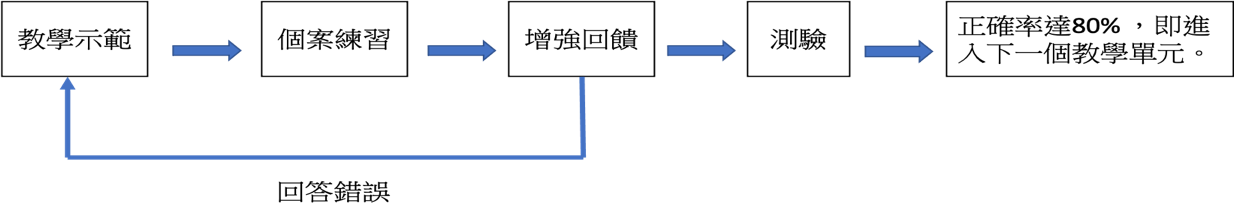 教學示範
個案練習
增強回饋
測驗
正確率達80% ，即進
入下一個教學單元。
回答錯誤